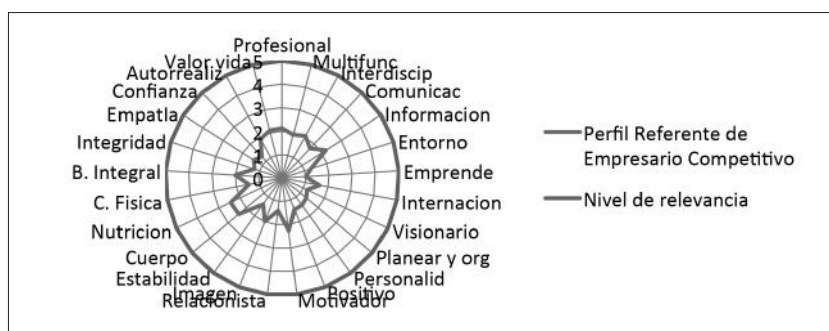 Profesional
Multifunc
Interdiscip
Comunicac
Informacion
Entorno
Emprende
Internacion
Visionario
Planear y org
Personalid
Positivo
Motivador
Relacionista
Imagen
Estabilidad
Cuerpo
Nutricion
C. Fisica
B. Integral
Integridad
Empatla
Confianza
Autorrealiz
Valor vida
5
4
3
2
1
0
Perfil Referente de
Empresario Competitivo
Nivel de relevancia